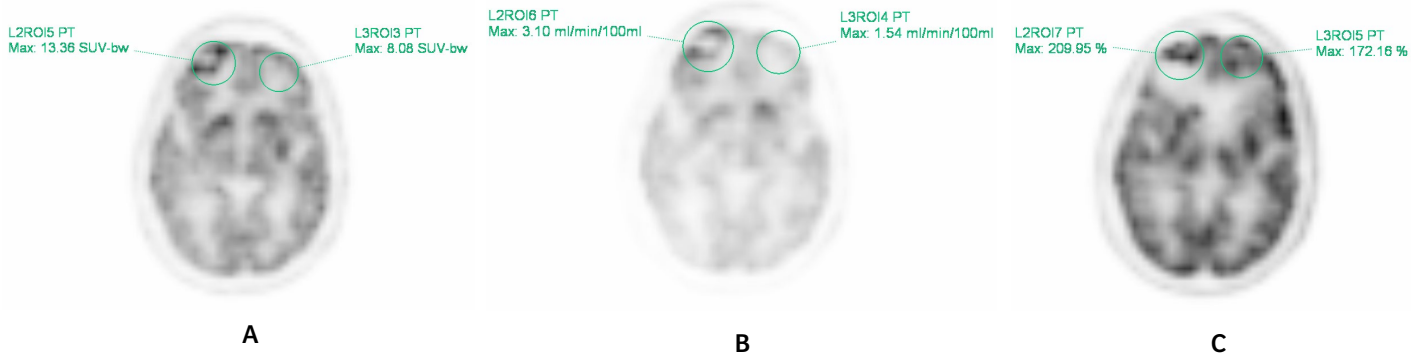 L2ROI5 PT
Max: 13.36 SUV-bw
L3ROI3 PT
Max: 8.08 SUV-bw
L2ROI6 PT
Max: 3.10 ml/min/100ml
L3ROI4 PT
Max: 1.54 ml/min/100ml
L2ROI7 PT
Max: 209.95 %
L3ROI5 PT
Max: 172.16 %
A
B
C